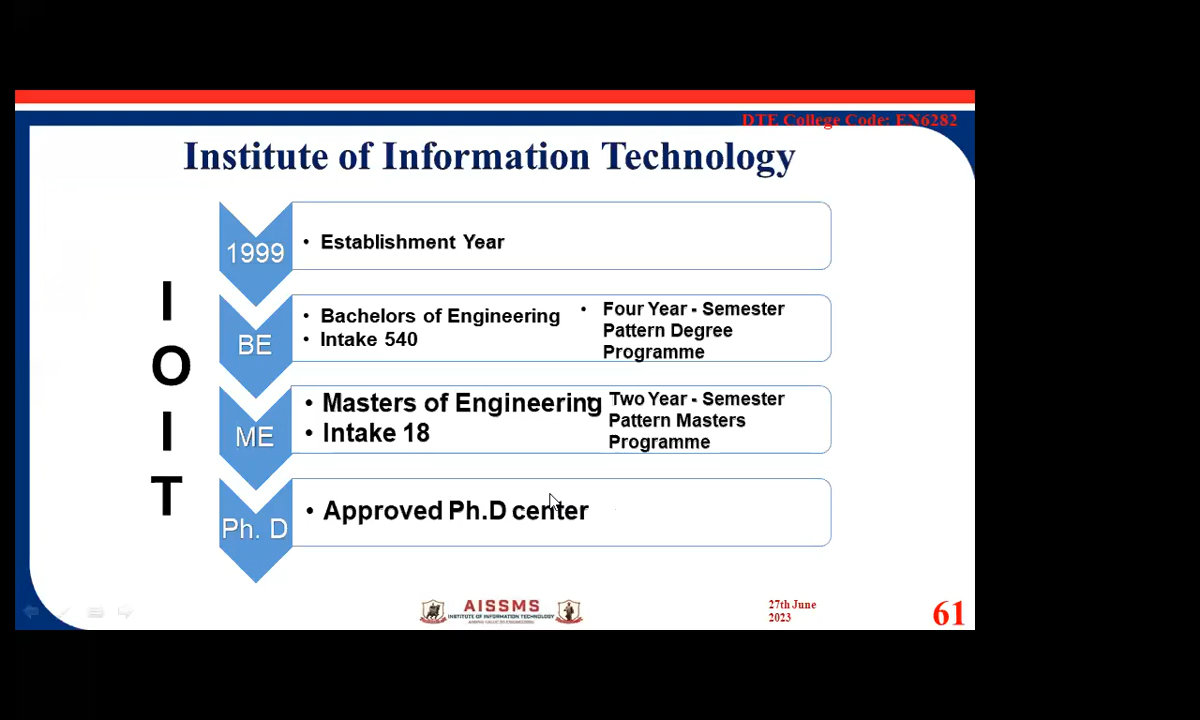 DTE College Code: EN6282
Institute of Information Technology
I
O
I
T
1999
• Establishment Year
BE
• Bachelors of Engineering
• Intake 540
• Four Year - Semester
Pattern Degree
Programme
ME
• Masters of Engineering
• Intake 18
• Two Year - Semester
Pattern Masters
Programme
Ph. D
• Approved Ph.D center
AISSMS
INSTITUTE OF INFORMATION TECHNOLOGY
27th June
2023
61